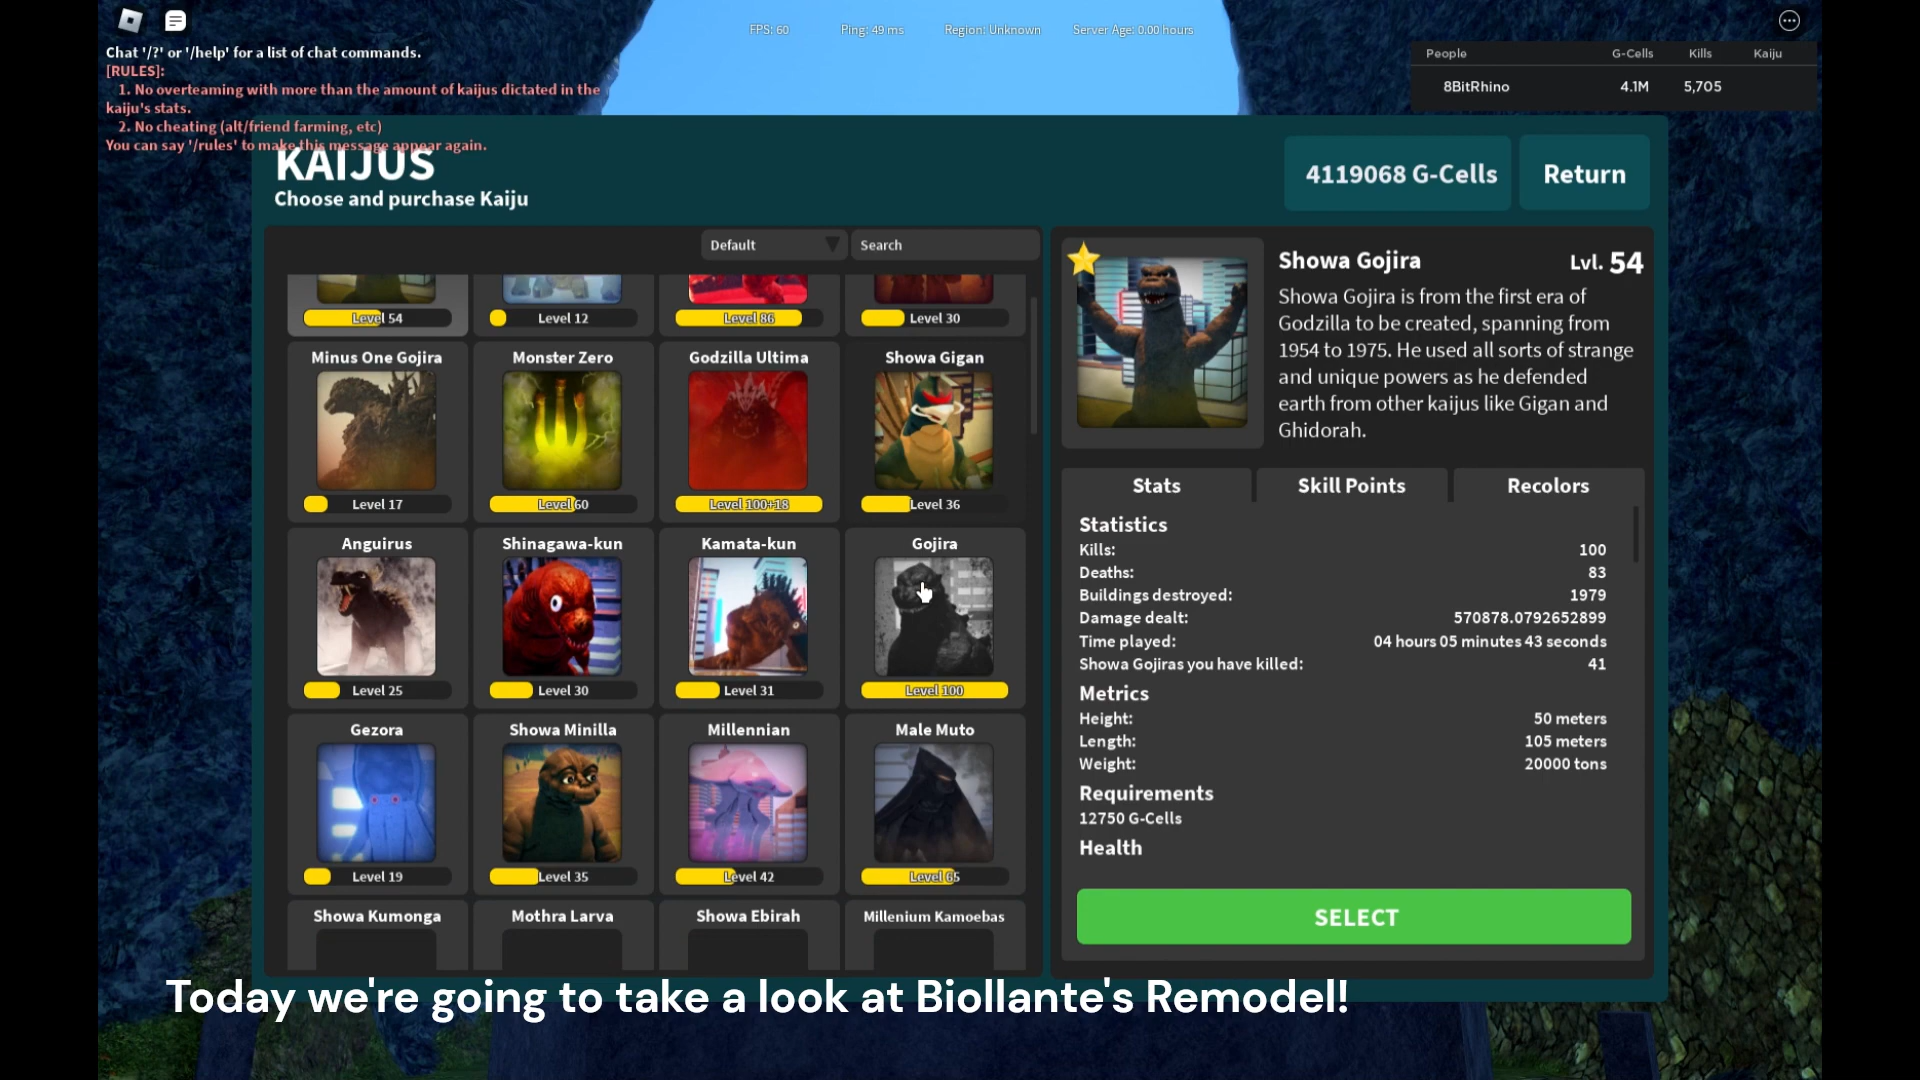 FPS: 60 Ping: 49 ms Region: Unknown Server Age: 0.00 hours
Chat '/?' or '/help' for a list of chat commands.
[RULES]:
1. No overteaming with more than the amount of kaijus dictated in the
kaiju's stats.
2. No cheating (alt/friend farming, etc)
You can say '/rules' to make this message appear again.
People G-Cells Kills Kaiju
8BitRhino 4.1M 5,705
KAIJUS
Choose and purchase Kaiju
4119068 G-Cells
Return
Default
Search
Level 54 Level 12 Level 86 Level 30
Minus One Gojira Monster Zero Godzilla Ultima Showa Gigan
Level 17 Level 60 Level 100+18 Level 36
Anguirus Shinagawa-kun Kamata-kun Gojira
Level 25 Level 30 Level 31 Level 100
Gezora Showa Minilla Millennian Male Muto
Level 19 Level 35 Level 42 Level 65
Showa Kumonga Mothra Larva Showa Ebirah Millenium Kamoebas
Showa Gojira Lvl. 54
Showa Gojira is from the first era of
Godzilla to be created, spanning from
1954 to 1975. He used all sorts of strange
and unique powers as he defended
earth from other kaijus like Gigan and
Ghidorah.
Stats Skill Points Recolors
Statistics
Kills: 100
Deaths: 83
Buildings destroyed: 1979
Damage dealt: 570878.0792652899
Time played: 04 hours 05 minutes 43 seconds
Showa Gojiras you have killed: 41
Metrics
Height: 50 meters
Length: 105 meters
Weight: 20000 tons
Requirements
12750 G-Cells
Health
SELECT
Today we're going to take a look at Biollante's Remodel!